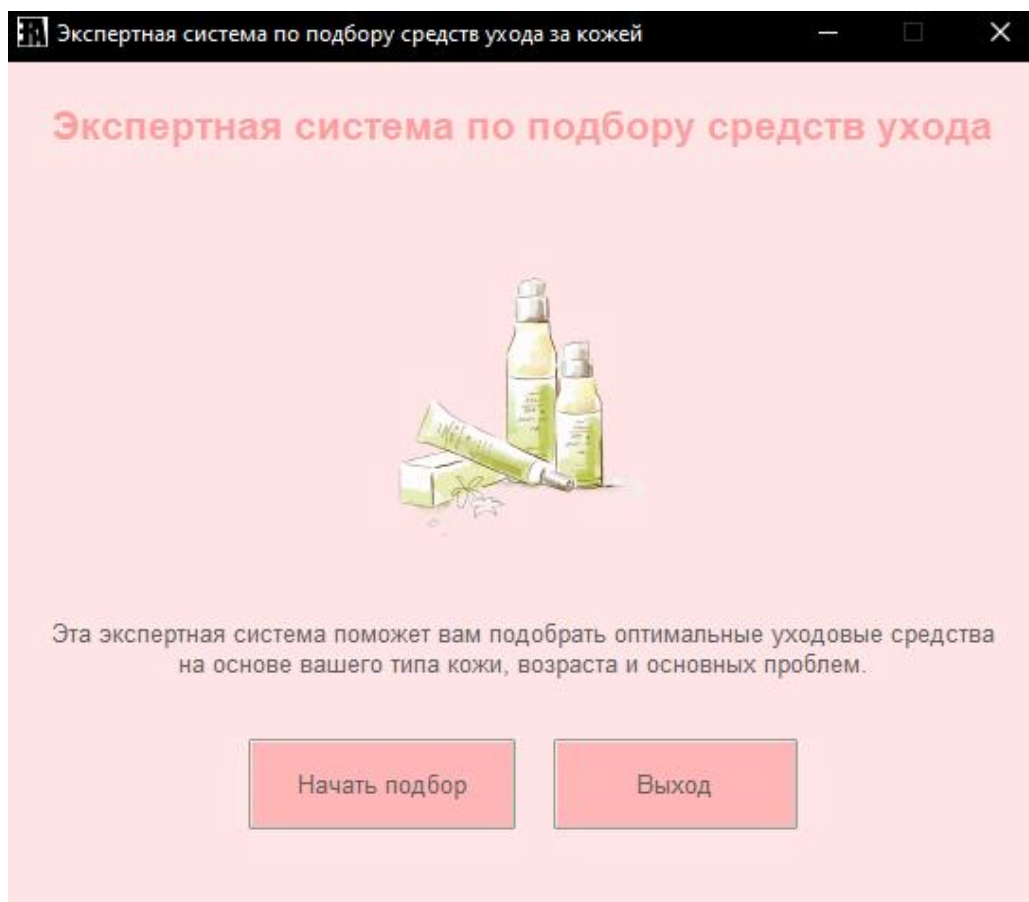 Экспертная система по подбору средств ухода за кожей
Экспертная система по подбору средств ухода
Эта экспертная система поможет вам подобрать оптимальные уходовые средства
на основе вашего типа кожи, возраста и основных проблем.
Начать подбор
Выход